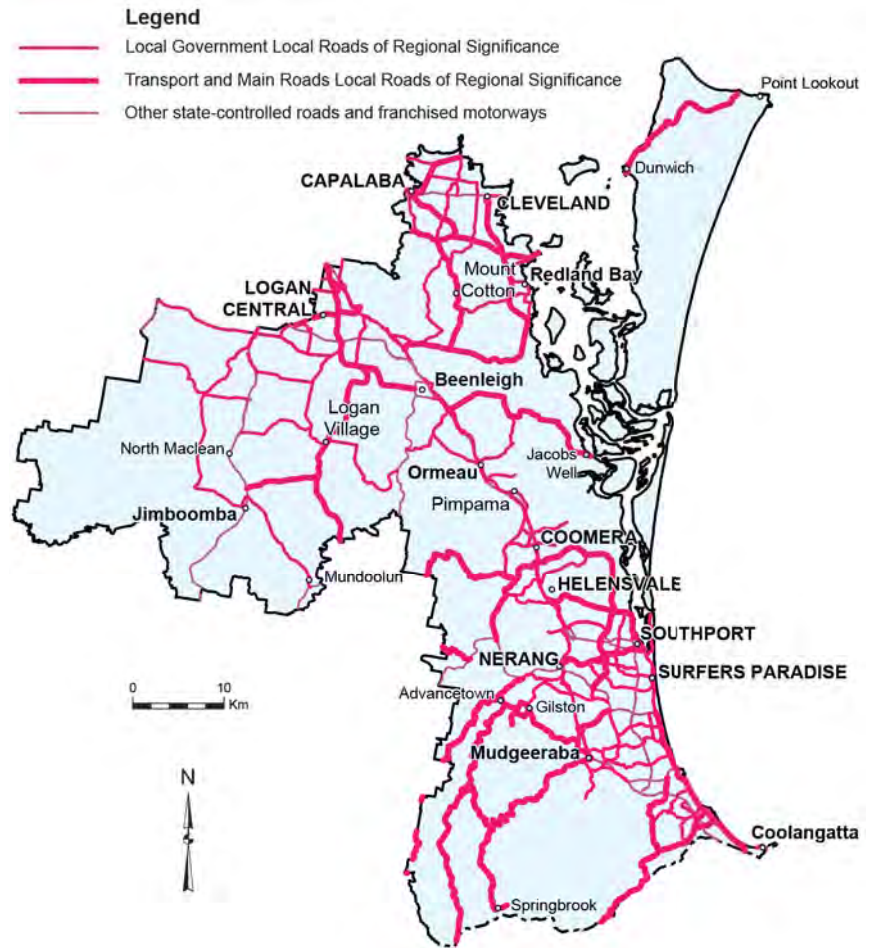 Legend
Local Government Local Roads of Regional Significance
Transport and Main Roads Local Roads of Regional Significance
Other state-controlled roads and franchised motorways
Point Lookout
Dunwich
CAPALABA
CLEVELAND
Mount
Cotton
Redland Bay
LOGAN
CENTRAL
Beenleigh
Logan
Village
North Maclean
Jacobs
Well
Ormeau
Pimpama
Jimboomba
COOMERA
Mundoolun
HELENSVALE
SOUTHPORT
NERANG
SURFERS PARADISE
0 10
Km
Advancetown
Gilston
Mudgeeraba
N
Coolangatta
Springbrook